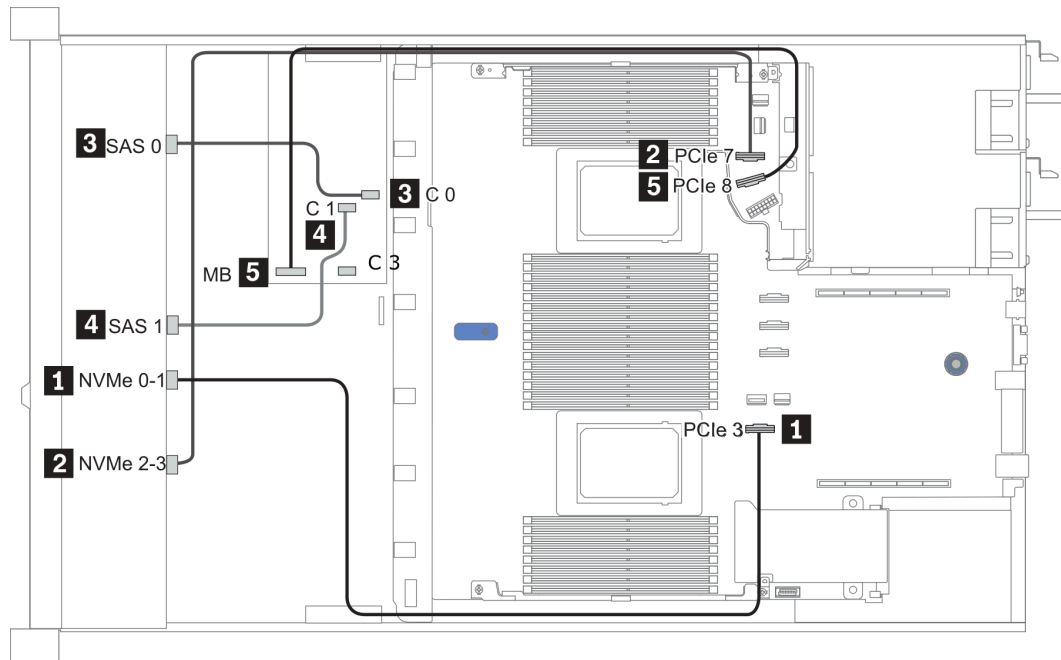 3 SAS 0
3 C 0
C 1
4
MB 5
C 3
4 SAS 1
1 NVMe 0-1
2 NVMe 2-3
2 PCIe 7
5 PCIe 8
PCIe 3 1